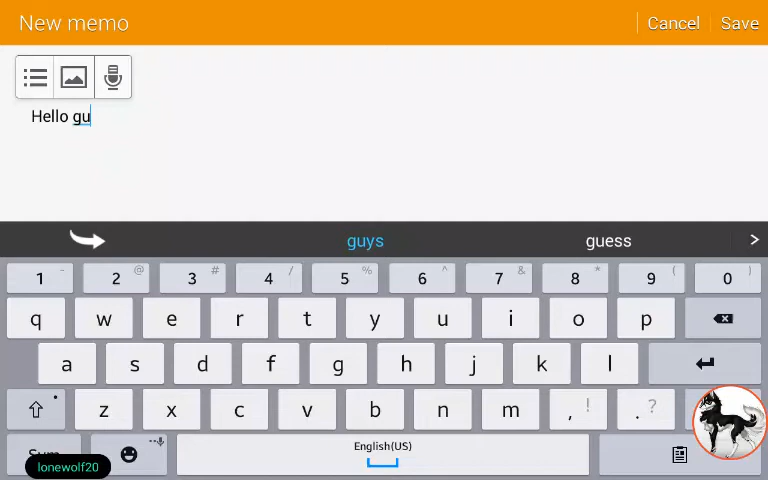 New memo
Cancel
Save
Hello gu
guys
guess
1 - 2 @ 3 # 4 / 5 % 6 ^ 7 & 8 * 9 ( 0 )
q w e r t y u i o p
a s d f g h j k l
z x c v b n m , ! . ?
English(US)
lonewolf20